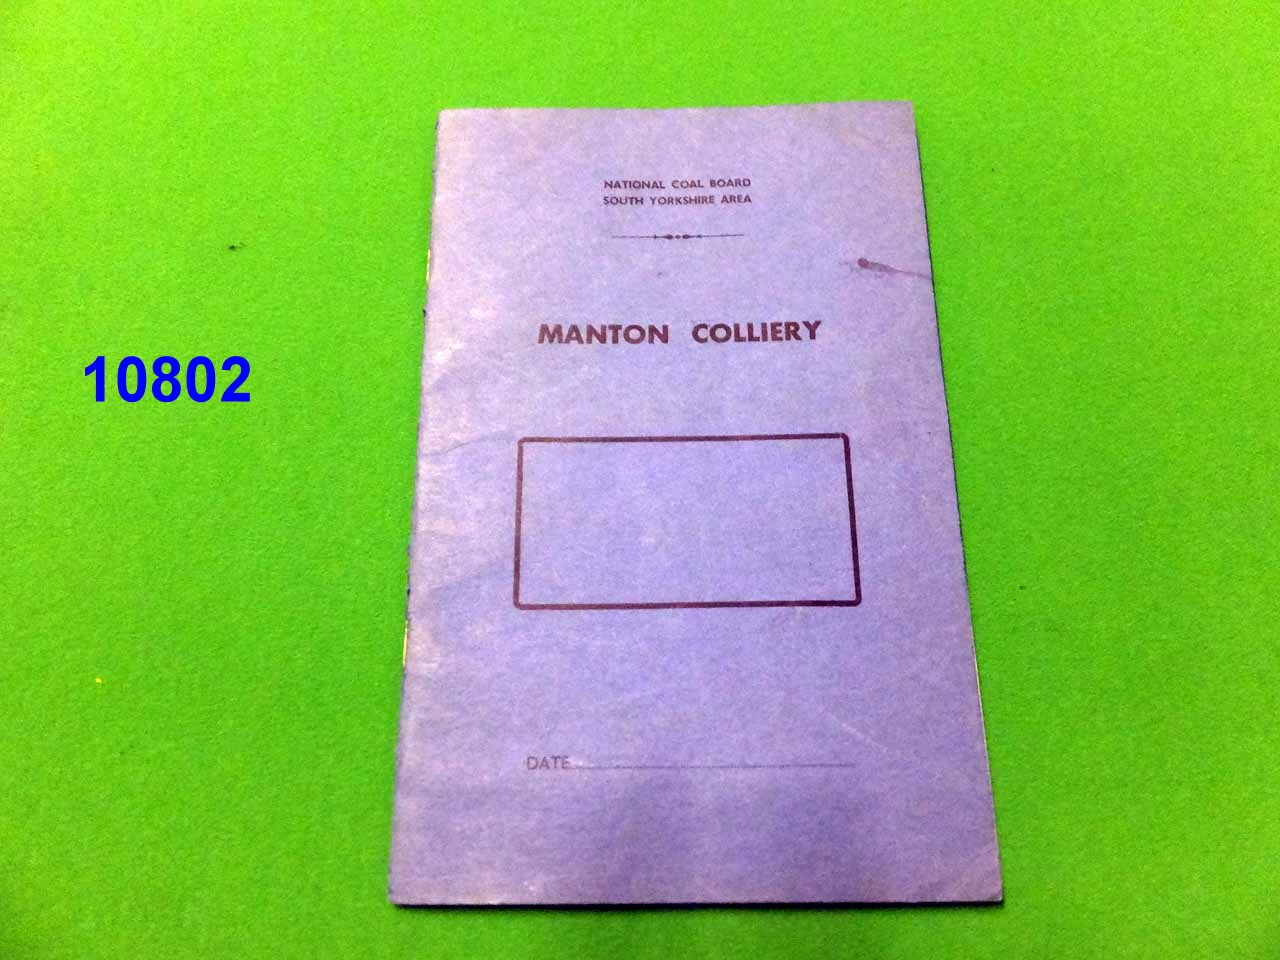 NATIONAL COAL BOARD
SOUTH YORKSHIRE AREA
MANTON COLLIERY
10802
DATE